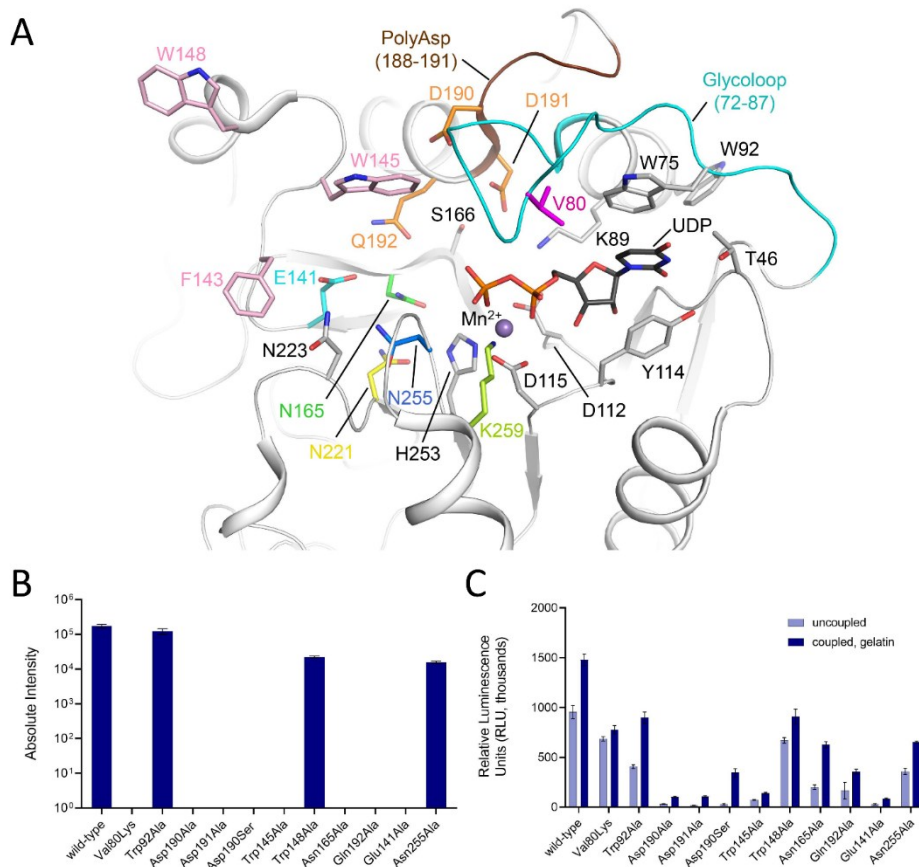 A
W148
PolyAsp
(188-191)
D190
D191
Glycoloop
(72-87)
W145
W75
W92
S166
V80
Q192
K89
UDP
T46
F143
E141
Mn2+
N223
N165
N255
D115
Y114
D112
N221
H253
K259
B
Absolute Intensity
10^6
10^5
10^4
10^3
10^2
10^1
10^0
wild-type
Val80Lys
Trp92Ala
Asp190Ala
Asp191Ala
Asp190Ser
Trp145Ala
Trp148Ala
Asn165Ala
Gln192Ala
Glu141Ala
Asn255Ala
C
Relative Luminescence
Units (RLU, thousands)
2000
1500
1000
500
0
uncoupled
coupled, gelatin
wild-type
Val80Lys
Trp92Ala
Asp190Ala
Asp191Ala
Asp190Ser
Trp145Ala
Trp148Ala
Asn165Ala
Gln192Ala
Glu141Ala
Asn255Ala